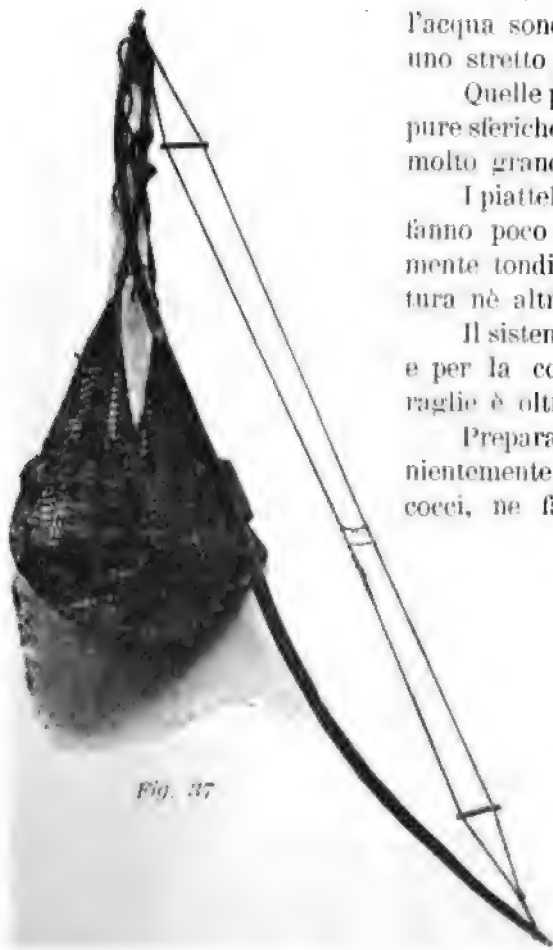 l'acqua sono
uno stretto
Quelle p
pure sferiche
molto grand
I piattel
fanno poco
mente tondi
tura nè altr
Il sistem
e per la co
raglie è olt
Prepara
nientemente
cocci, ne fa
Fig. 37